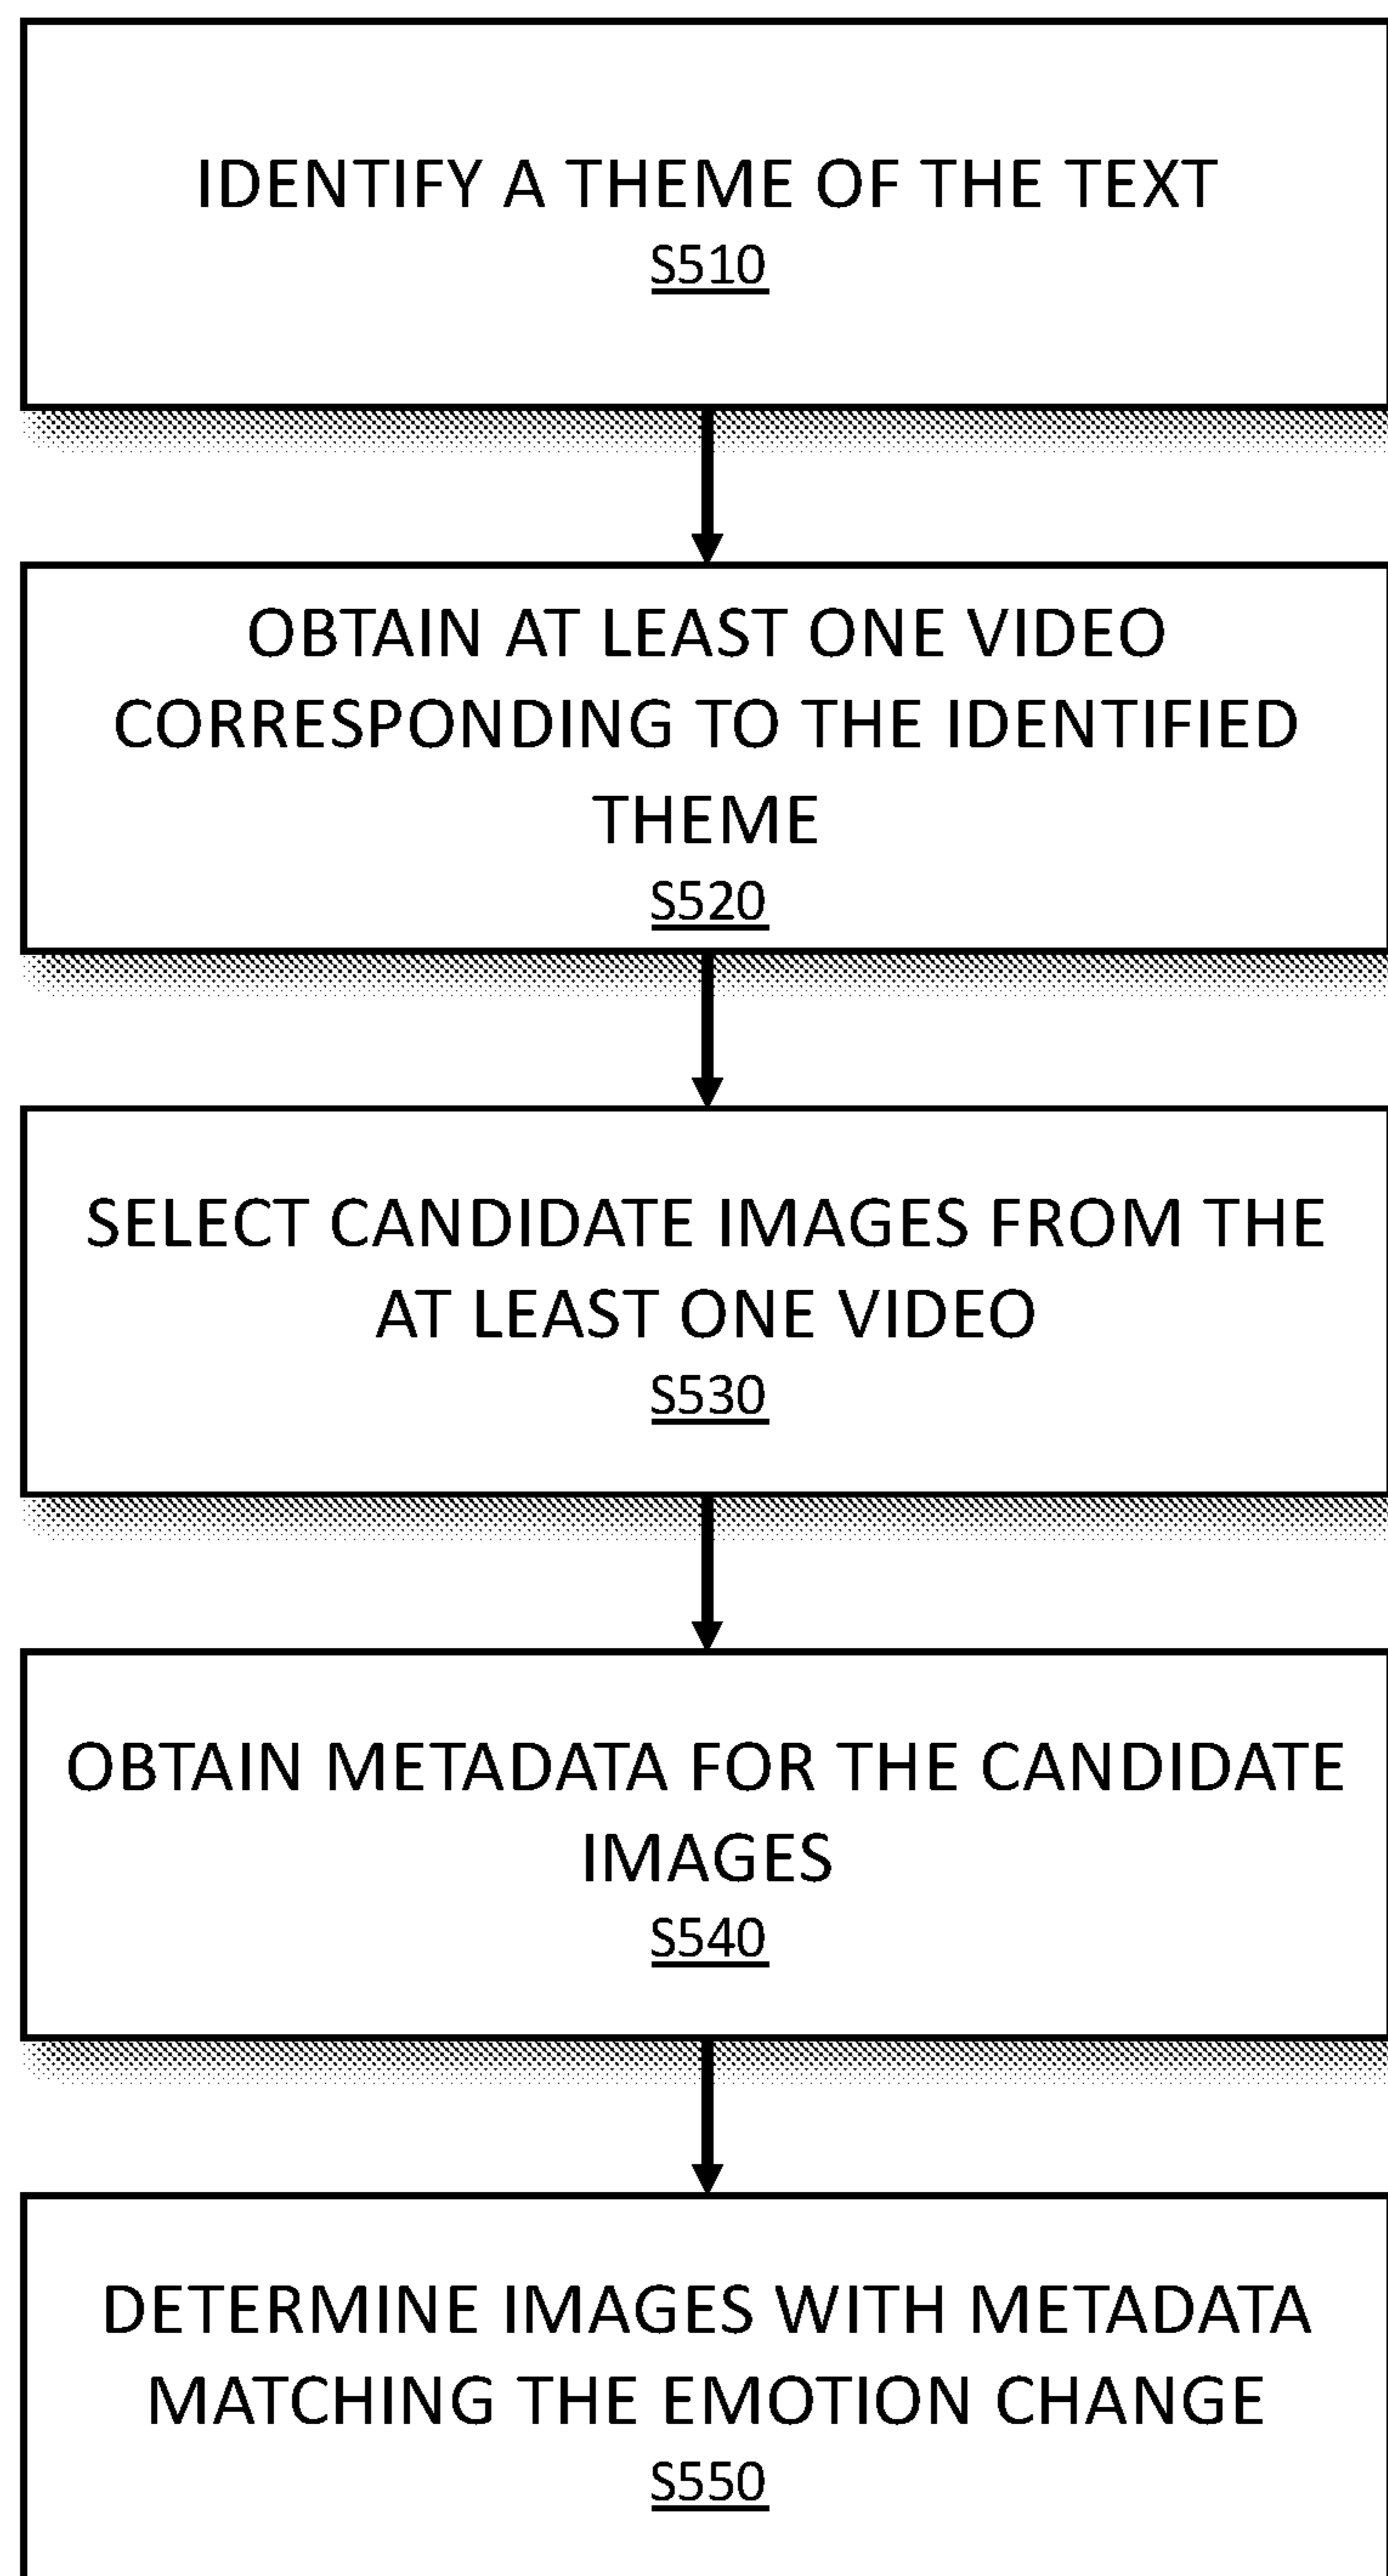 IDENTIFY A THEME OF THE TEXT
S510
OBTAIN AT LEAST ONE VIDEO
CORRESPONDING TO THE IDENTIFIED
THEME
S520
SELECT CANDIDATE IMAGES FROM THE
AT LEAST ONE VIDEO
S530
OBTAIN METADATA FOR THE CANDIDATE
IMAGES
S540
DETERMINE IMAGES WITH METADATA
MATCHING THE EMOTION CHANGE
S550